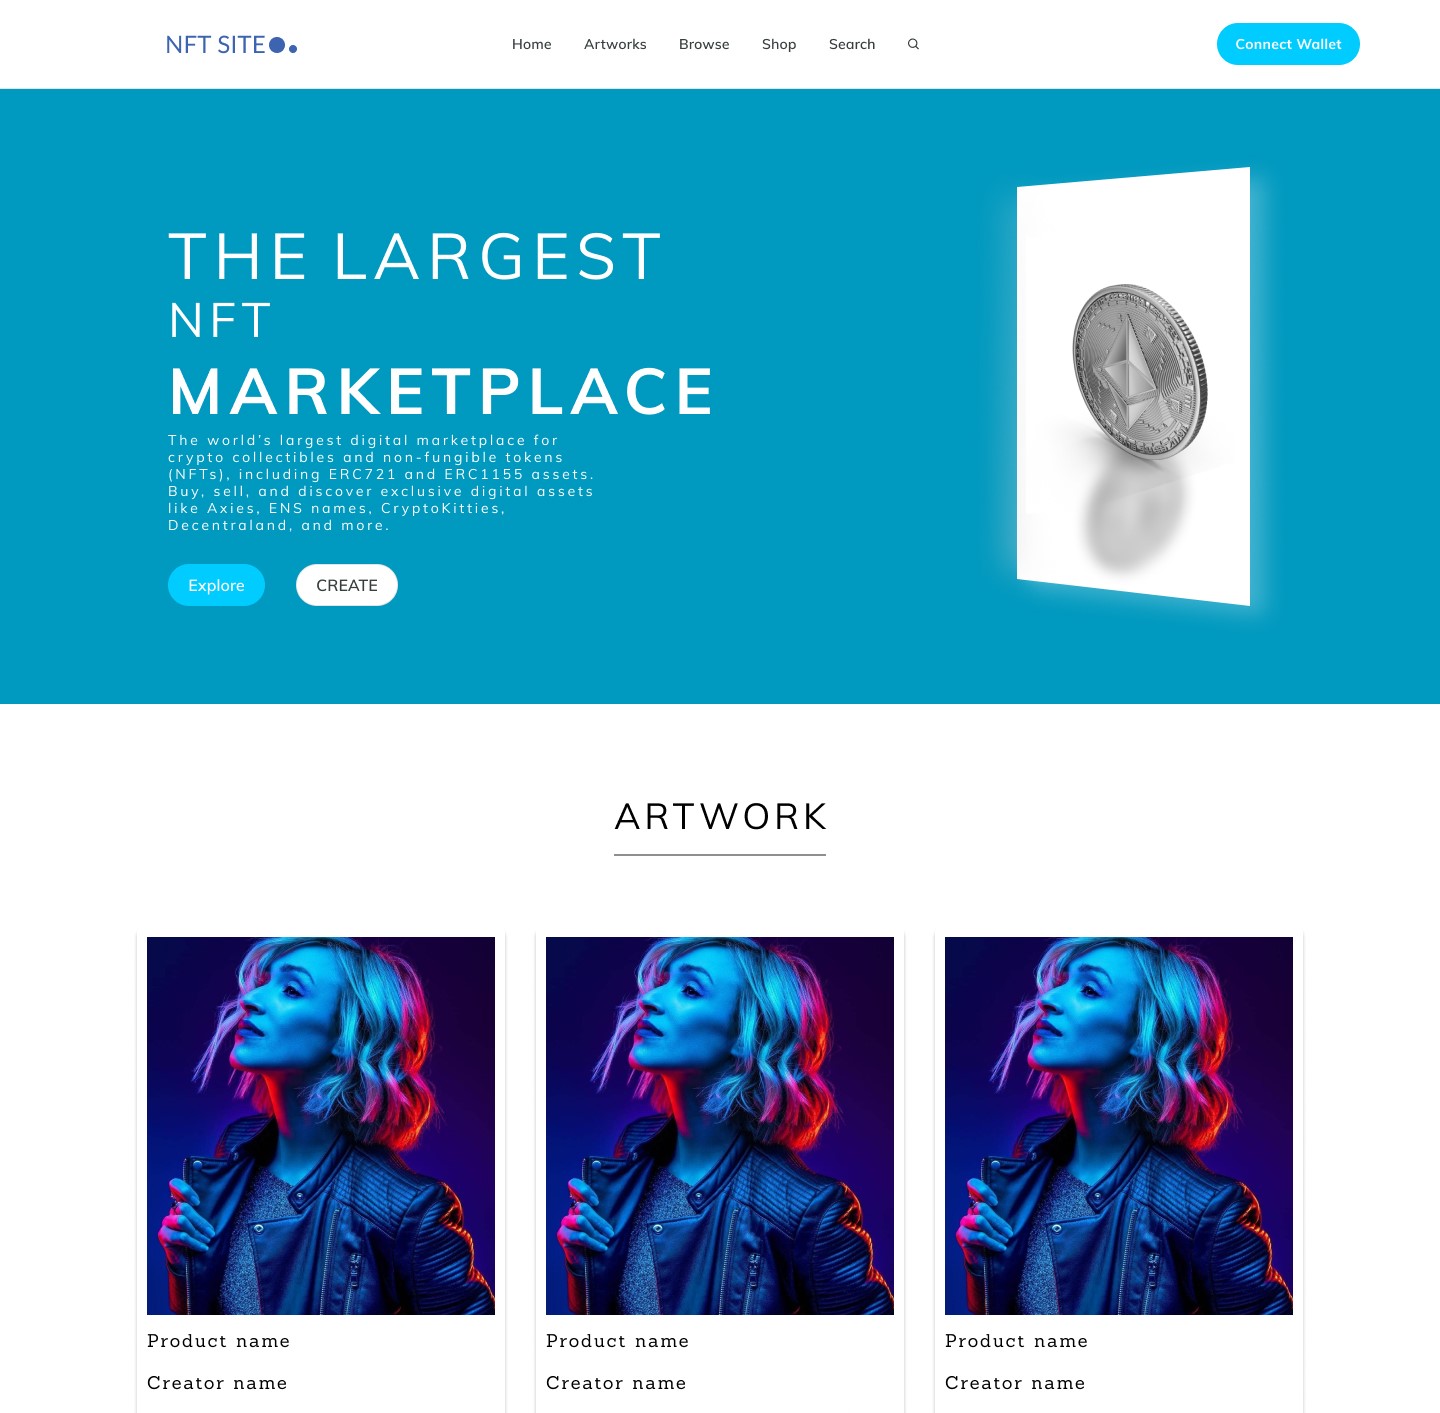 NFT SITE
Home Artworks Browse Shop Search
Connect Wallet
THE LARGEST
NFT
MARKETPLACE
The world’s largest digital marketplace for
crypto collectibles and non-fungible tokens
(NFTs), including ERC721 and ERC1155 assets.
Buy, sell, and discover exclusive digital assets
like Axies, ENS names, CryptoKitties,
Decentraland, and more.
Explore CREATE
ARTWORK
Product name Product name Product name
Creator name Creator name Creator name